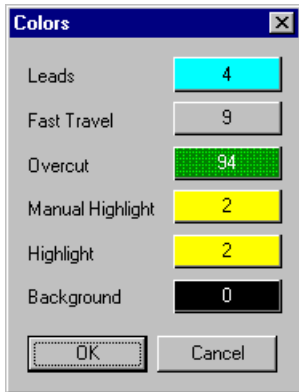 Colors
Leads 4
Fast Travel 9
Overcut 94
Manual Highlight 2
Highlight 2
Background 0
OK Cancel